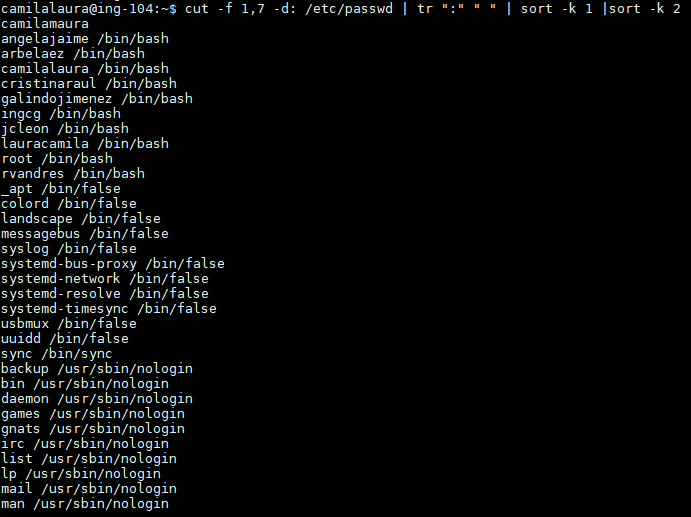 camilalaura@ing-104:~$ cut -f 1,7 -d: /etc/passwd | tr ":" " " | sort -k 1 |sort -k 2
camilamaura
angelajaime /bin/bash
arbelaez /bin/bash
camilalaura /bin/bash
cristinaraul /bin/bash
galindojimenez /bin/bash
ingcg /bin/bash
jcleon /bin/bash
lauracamila /bin/bash
root /bin/bash
rvandres /bin/bash
_apt /bin/false
colord /bin/false
landscape /bin/false
messagebus /bin/false
syslog /bin/false
systemd-bus-proxy /bin/false
systemd-network /bin/false
systemd-resolve /bin/false
systemd-timesync /bin/false
usbmux /bin/false
uuidd /bin/false
sync /bin/sync
backup /usr/sbin/nologin
bin /usr/sbin/nologin
daemon /usr/sbin/nologin
games /usr/sbin/nologin
gnats /usr/sbin/nologin
irc /usr/sbin/nologin
list /usr/sbin/nologin
lp /usr/sbin/nologin
mail /usr/sbin/nologin
man /usr/sbin/nologin